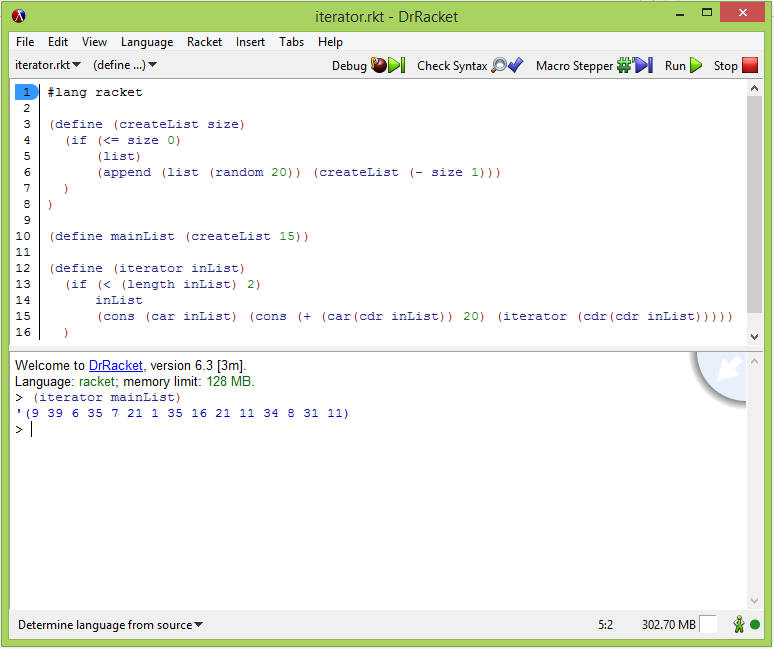 iterator.rkt - DrRacket
File Edit View Language Racket Insert Tabs Help
iterator.rkt (define ...) Debug Check Syntax Macro Stepper Run Stop
1 #lang racket
2
3 (define (createList size)
4   (if (<= size 0)
5       (list)
6       (append (list (random 20)) (createList (- size 1)))
7   )
8 )
9
10 (define mainList (createList 15))
11
12 (define (iterator inList)
13   (if (< (length inList) 2)
14       inList
15       (cons (car inList) (cons (+ (car(cdr inList)) 20) (iterator (cdr(cdr inList)))))
16   )
Welcome to DrRacket, version 6.3 [3m].
Language: racket; memory limit: 128 MB.
> (iterator mainList)
'(9 39 6 35 7 21 1 35 16 21 11 34 8 31 11)
>
Determine language from source 5:2 302.70 MB